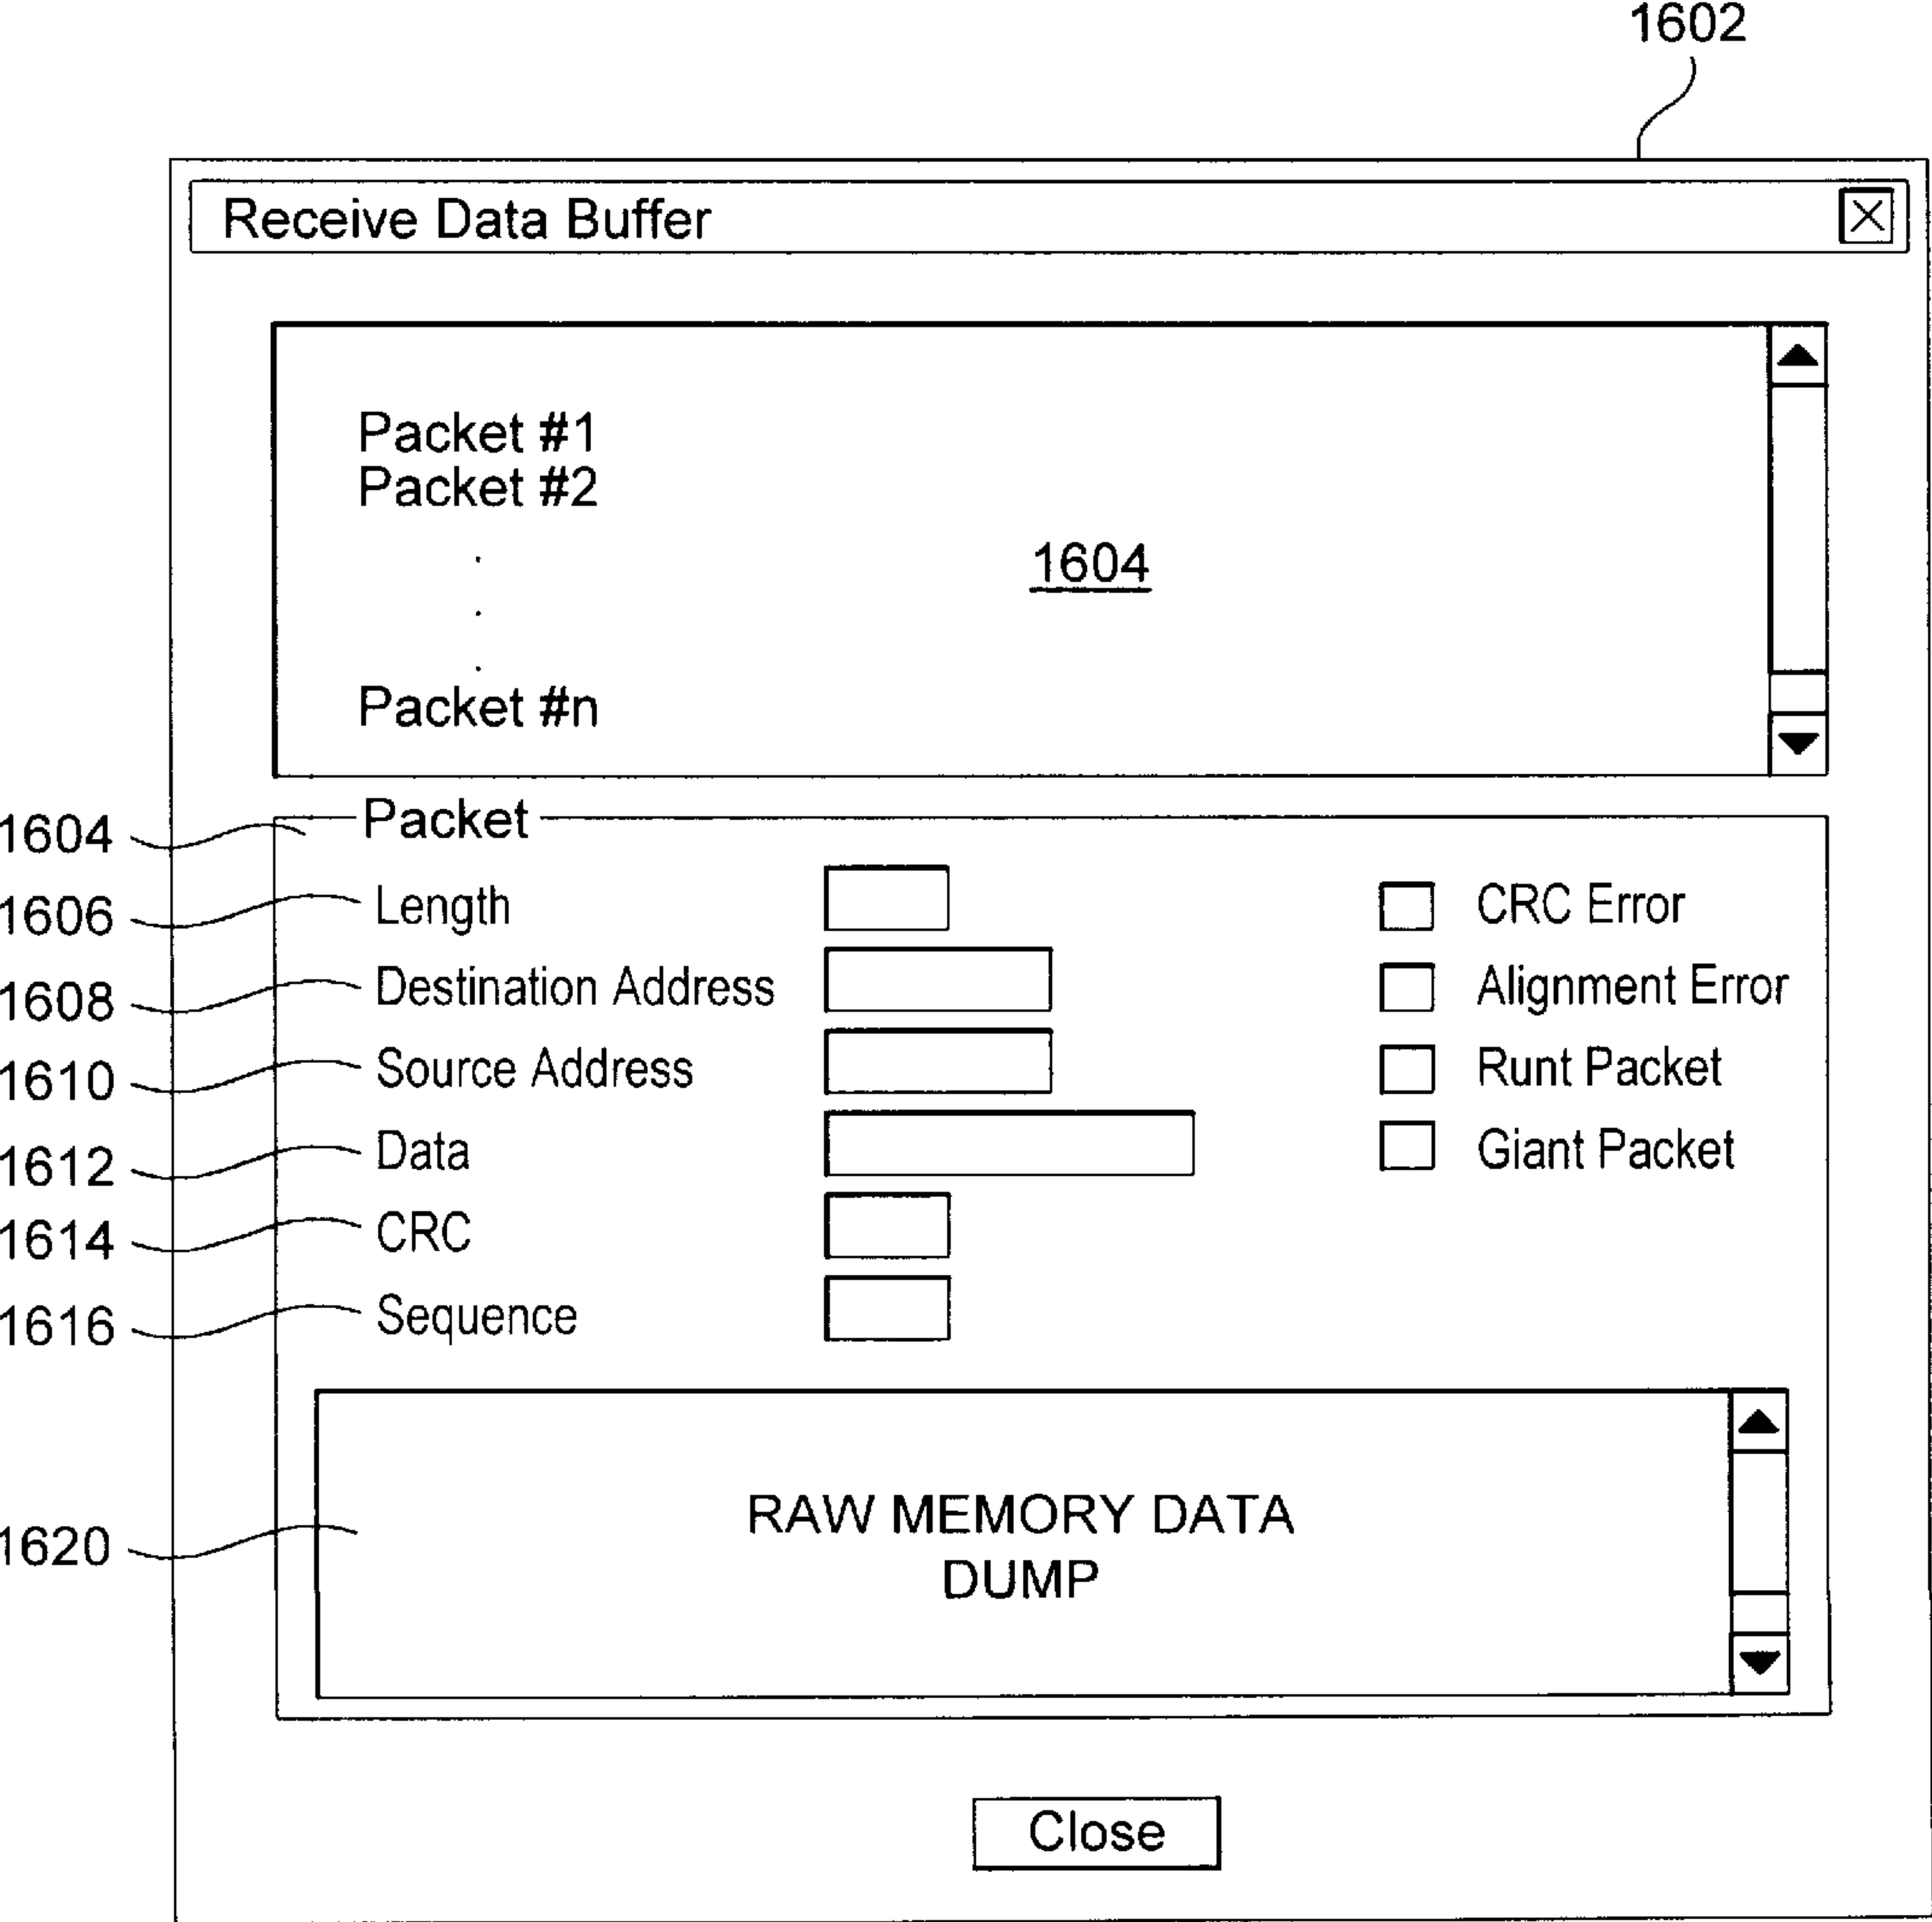 1602
Receive Data Buffer
Packet #1
Packet #2
.
.
.
1604
Packet #n
1604 Packet
1606 Length CRC Error
1608 Destination Address Alignment Error
1610 Source Address Runt Packet
1612 Data Giant Packet
1614 CRC
1616 Sequence
1620 RAW MEMORY DATA
DUMP
Close